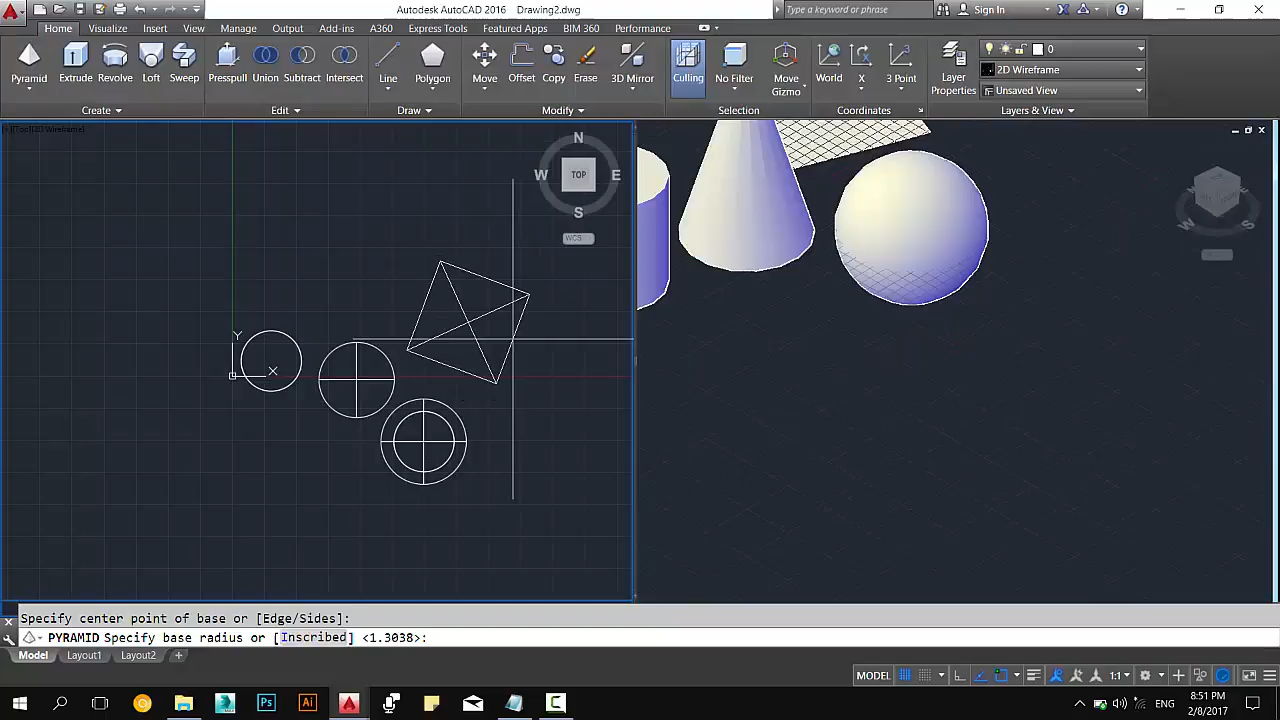 Autodesk AutoCAD 2016 Drawing2.dwg
Type a keyword or phrase
Sign In
Home Visualize Insert View Manage Output Add-ins A360 Express Tools Featured Apps BIM 360 Performance
Pyramid Extrude Revolve Loft Sweep Presspull Union Subtract Intersect Line Polygon Move Offset Copy Erase 3D Mirror Culling No Filter Move Gizmo World X 3 Point Layer Properties
0
2D Wireframe
Unsaved View
Create Edit Draw Modify Selection Coordinates Layers & View
[+][Top][2D Wireframe]
N
W TOP E
S
WCS
W S
Y
X
Specify center point of base or [Edge/Sides]:
PYRAMID Specify base radius or [Inscribed] <1.3038>:
Model Layout1 Layout2 +
MODEL 1:1
Ps Ai ENG
8:51 PM
2/8/2017